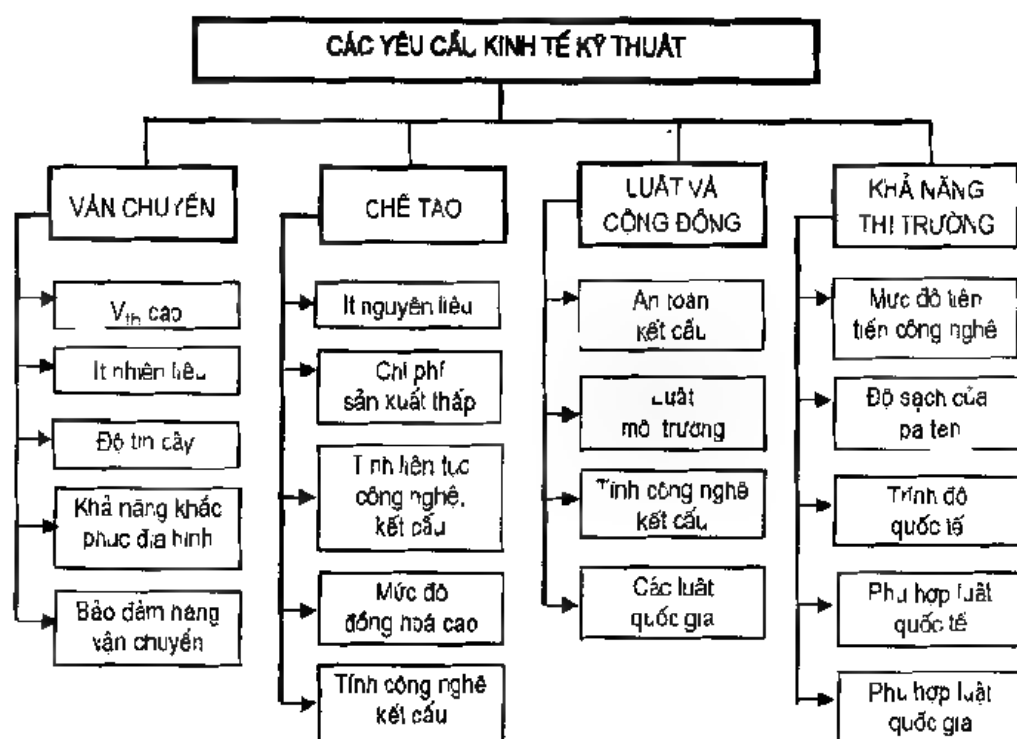 CÁC YÊU CẦU KINH TẾ KỸ THUẬT
VẬN CHUYỂN
V_th cao
Ít nhiên liệu
Độ tin cậy
Khả năng khắc
phục địa hình
Bảo đảm hàng
vận chuyển
CHẾ TẠO
Ít nguyên liệu
Chi phí
sản xuất thấp
Tính liên tục
công nghệ,
kết cấu
Mức độ
đồng hoá cao
Tính công nghệ
kết cấu
LUẬT VÀ
CỘNG ĐỒNG
An toàn
kết cấu
Luật
môi trường
Tính công nghệ
kết cấu
Các luật
quốc gia
KHẢ NĂNG
THỊ TRƯỜNG
Mức độ tiên
tiến công nghệ
Độ sạch của
pa ten
Trình độ
quốc tế
Phù hợp luật
quốc tế
Phù hợp luật
quốc gia